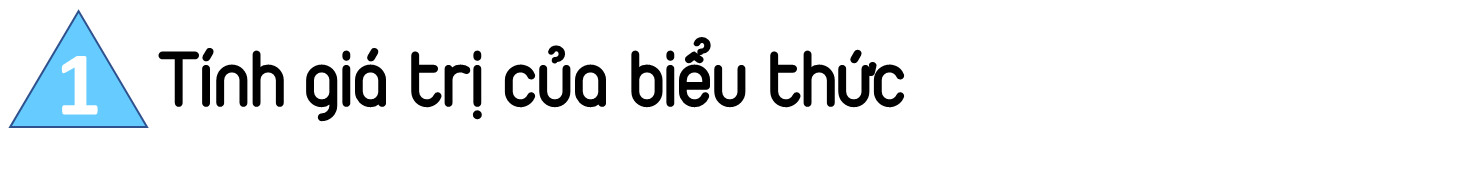 1 Tính giá trị của biểu thức